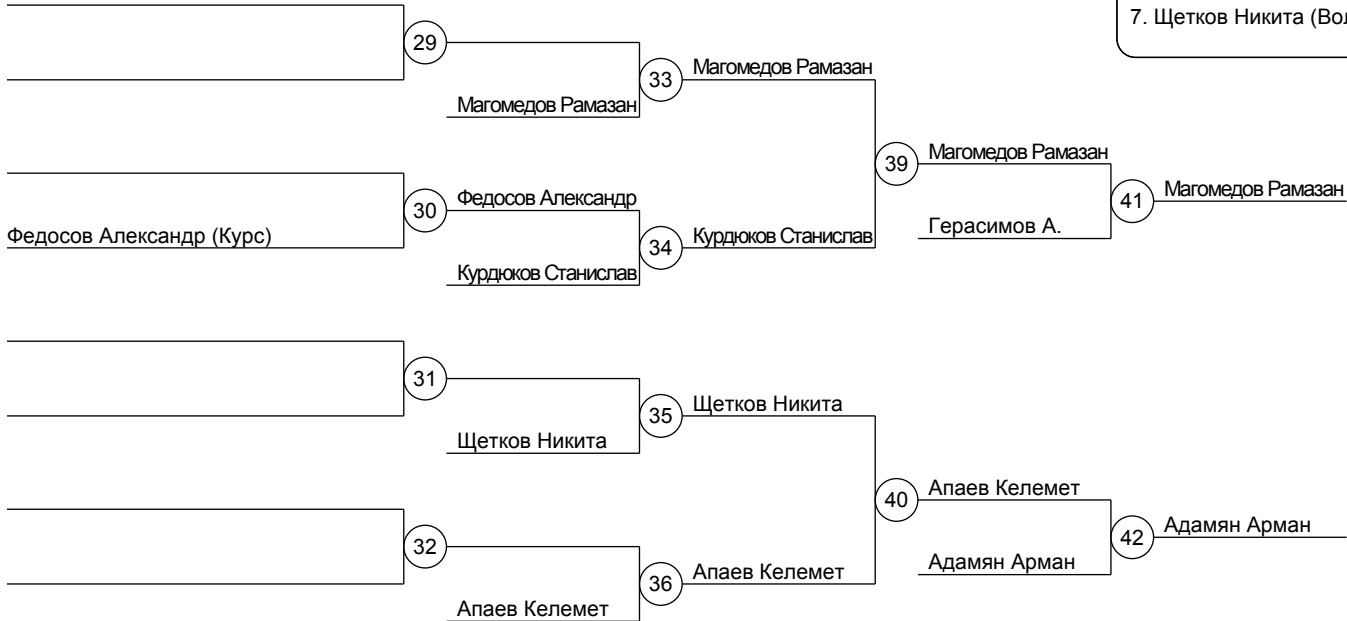 7. Щетков Никита (Вол
29
33
Магомедов Рамазан
Магомедов Рамазан
39
Магомедов Рамазан
41
Магомедов Рамазан
30
Федосов Александр
Федосов Александр (Курс)
34
Курдюков Станислав
Герасимов А.
Курдюков Станислав
31
35
Щетков Никита
Щетков Никита
40
Апаев Келемет
42
Адамян Арман
32
36
Апаев Келемет
Адамян Арман
Апаев Келемет